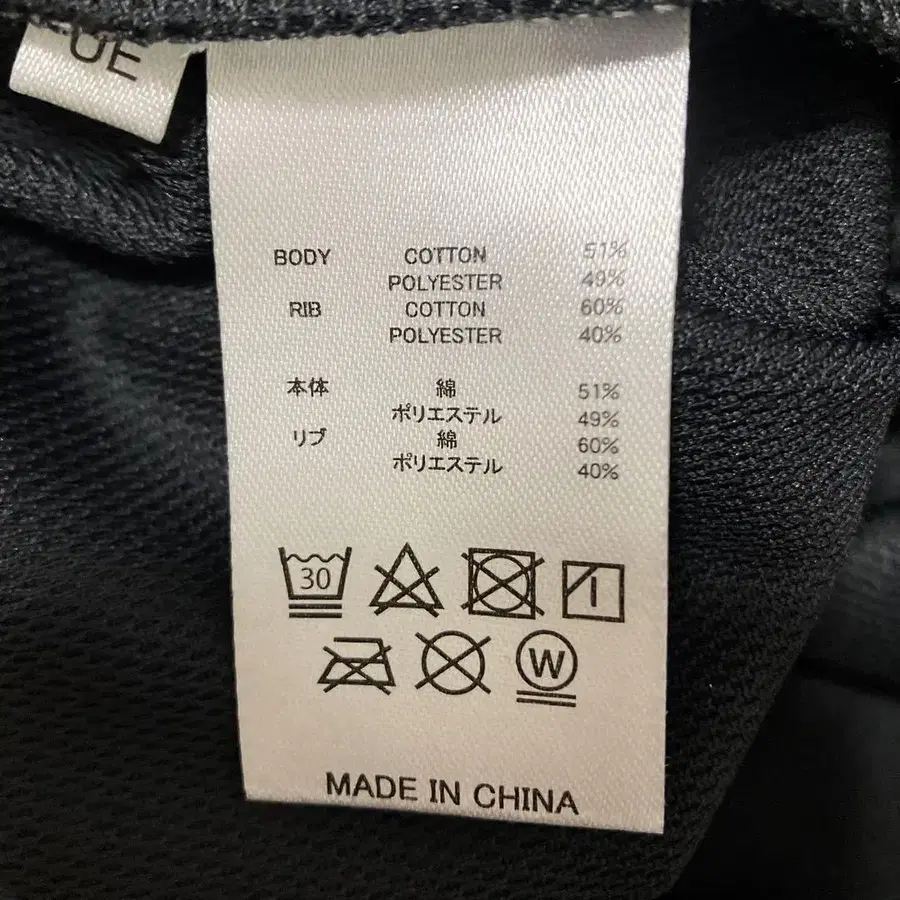 UE
BODY COTTON 51%
POLYESTER 49%
RIB COTTON 60%
POLYESTER 40%
本体 綿 51%
ポリエステル 49%
リブ 綿 60%
ポリエステル 40%
30
W
MADE IN CHINA